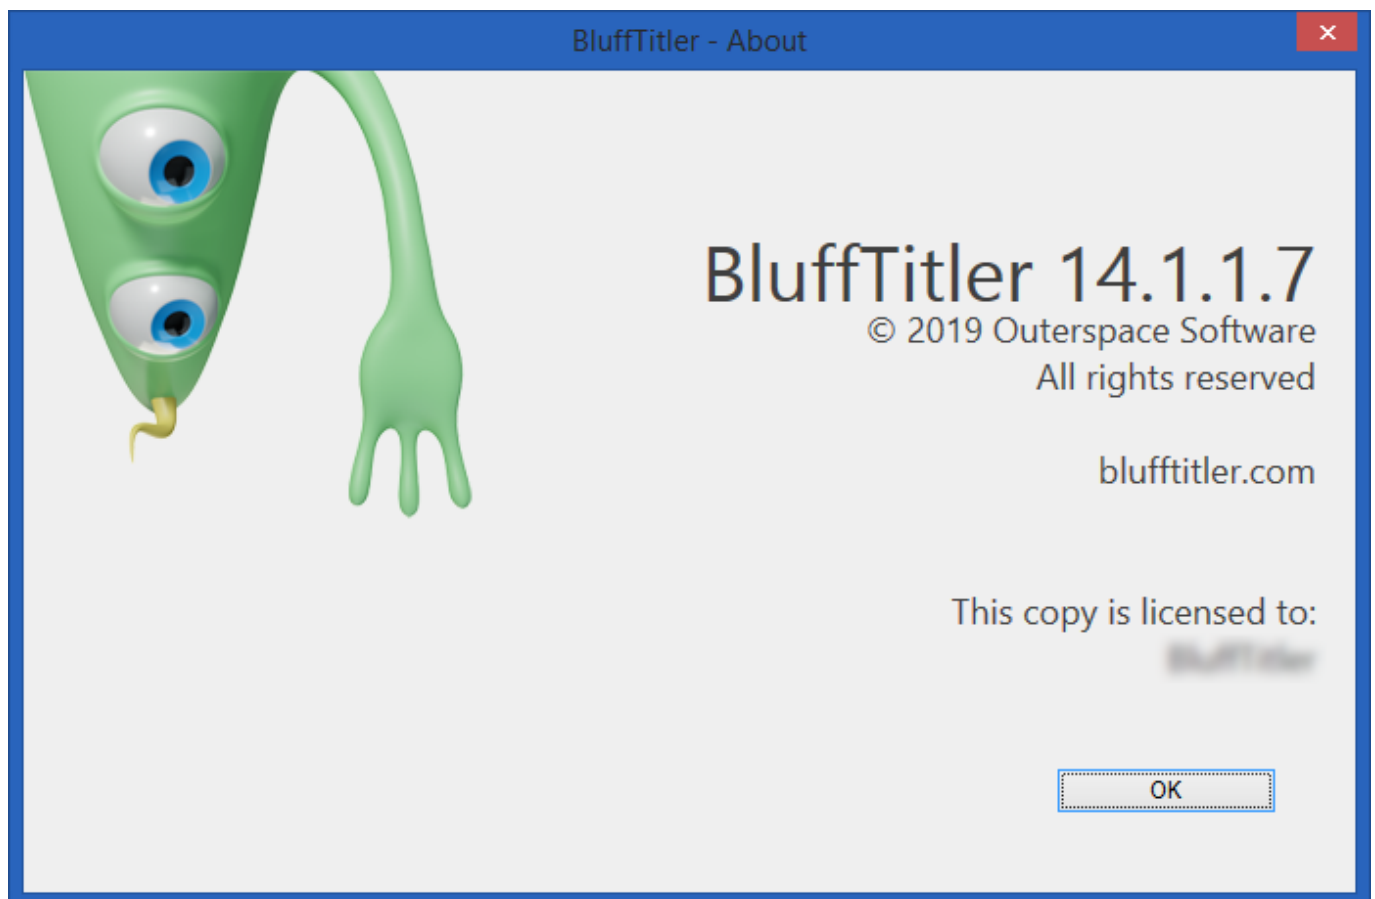 BluffTitler - About
BluffTitler 14.1.1.7
© 2019 Outerspace Software
All rights reserved
blufftitler.com
This copy is licensed to:
OK